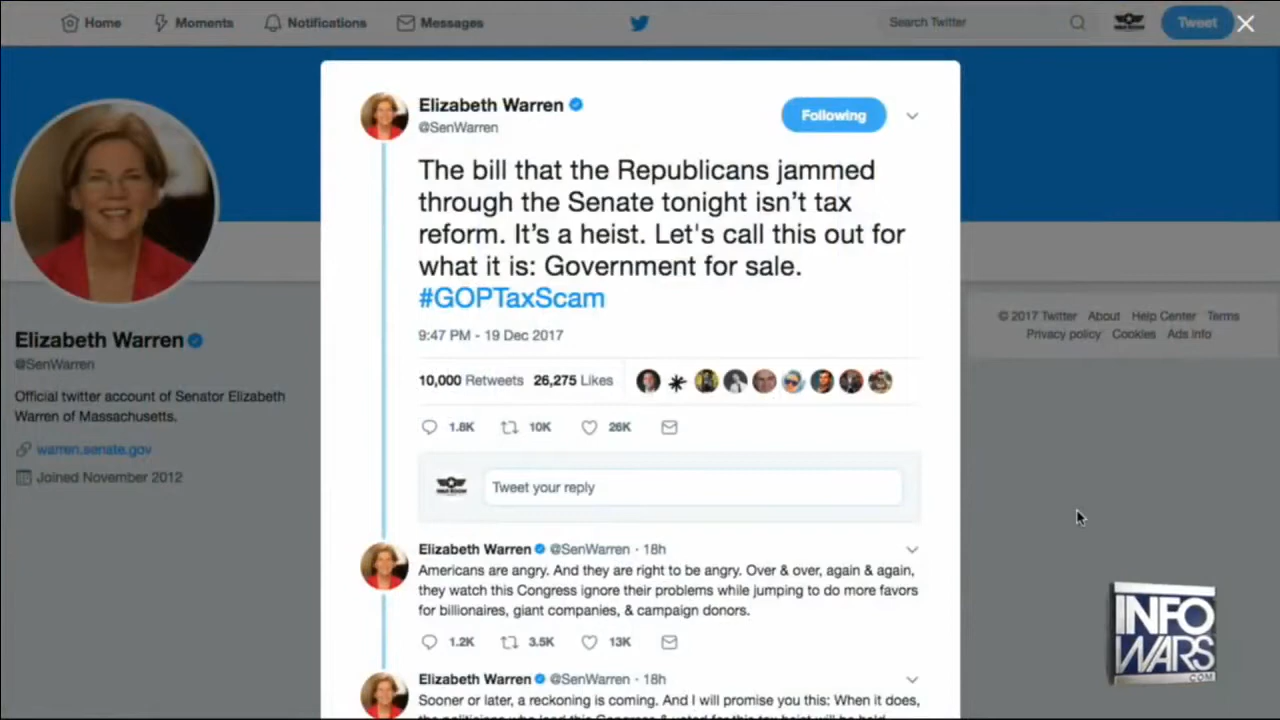 Home Moments Notifications Messages Search Twitter Tweet
Elizabeth Warren
@SenWarren
Following
The bill that the Republicans jammed
through the Senate tonight isn't tax
reform. It's a heist. Let's call this out for
what it is: Government for sale.
#GOPTaxScam
9:47 PM - 19 Dec 2017
10,000 Retweets 26,275 Likes
1.8K 10K 26K
Tweet your reply
Elizabeth Warren @SenWarren · 18h
Americans are angry. And they are right to be angry. Over & over, again & again,
they watch this Congress ignore their problems while jumping to do more favors
for billionaires, giant companies, & campaign donors.
1.2K 3.5K 13K
Elizabeth Warren @SenWarren · 18h
Sooner or later, a reckoning is coming. And I will promise you this: When it does,
Elizabeth Warren
@SenWarren
Official twitter account of Senator Elizabeth
Warren of Massachusetts.
warren.senate.gov
Joined November 2012
© 2017 Twitter About Help Center Terms
Privacy policy Cookies Ads info
INFO
WARS
.COM